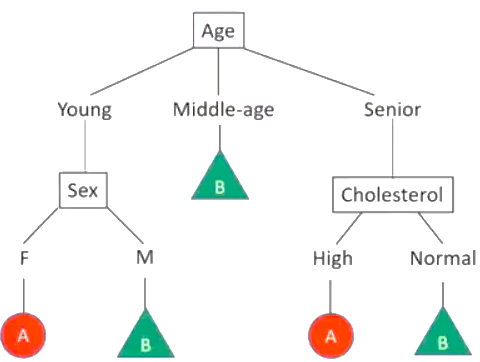 Age
Young Middle-age Senior
B
Sex Cholesterol
F M High Normal
A B A B